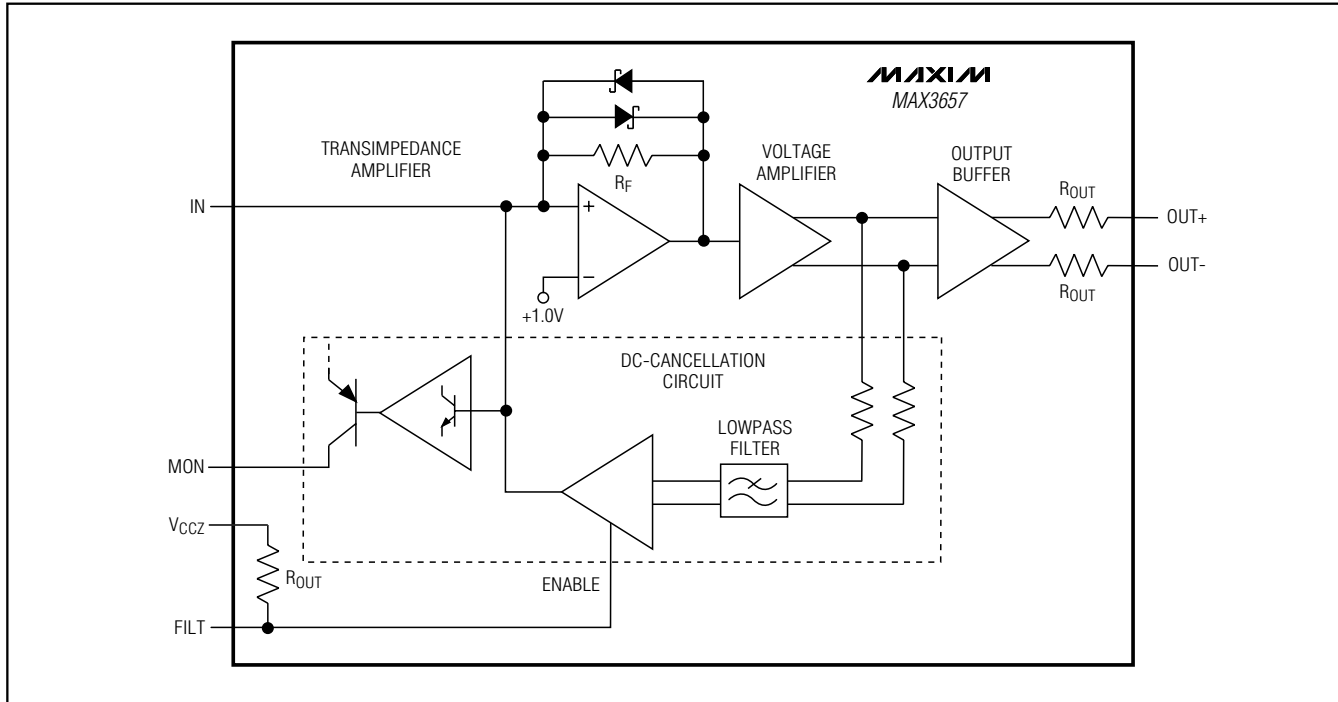 MAXIM
MAX3657
TRANSIMPEDANCE
AMPLIFIER
VOLTAGE
AMPLIFIER
OUTPUT
BUFFER
RF
ROUT
IN
+
−
OUT+
OUT-
ROUT
+1.0V
DC-CANCELLATION
CIRCUIT
LOWPASS
FILTER
MON
VCCZ
ROUT
ENABLE
FILT